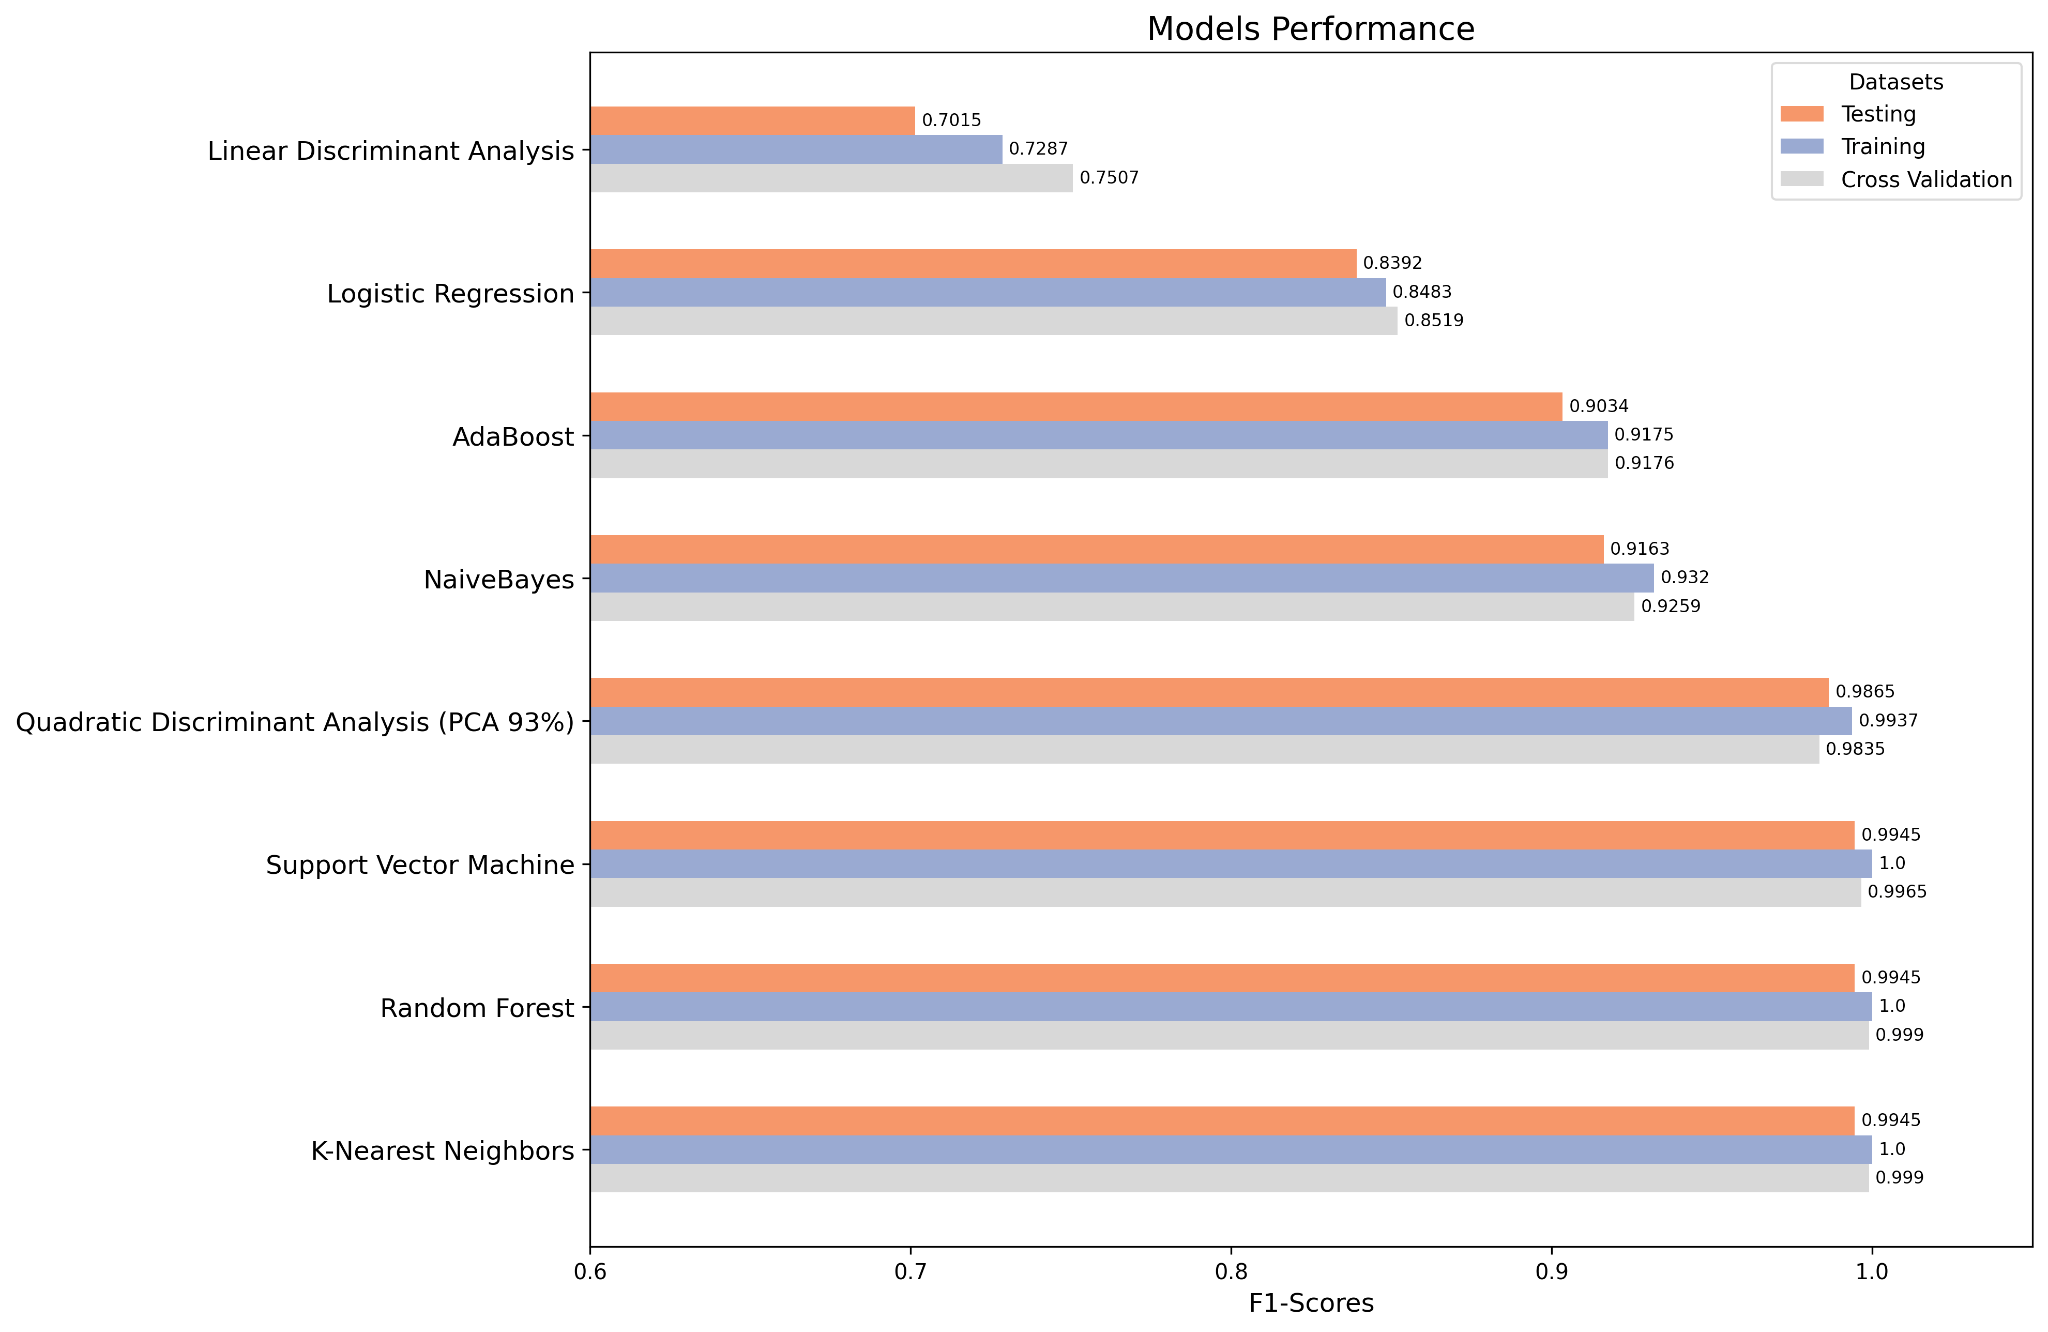 Models Performance
Datasets
Testing
Training
Cross Validation
Linear Discriminant Analysis
0.7015
0.7287
0.7507
Logistic Regression
0.8392
0.8483
0.8519
AdaBoost
0.9034
0.9175
0.9176
NaiveBayes
0.9163
0.932
0.9259
Quadratic Discriminant Analysis (PCA 93%)
0.9865
0.9937
0.9835
Support Vector Machine
0.9945
1.0
0.9965
Random Forest
0.9945
1.0
0.999
K-Nearest Neighbors
0.9945
1.0
0.999
0.6 0.7 0.8 0.9 1.0
F1-Scores